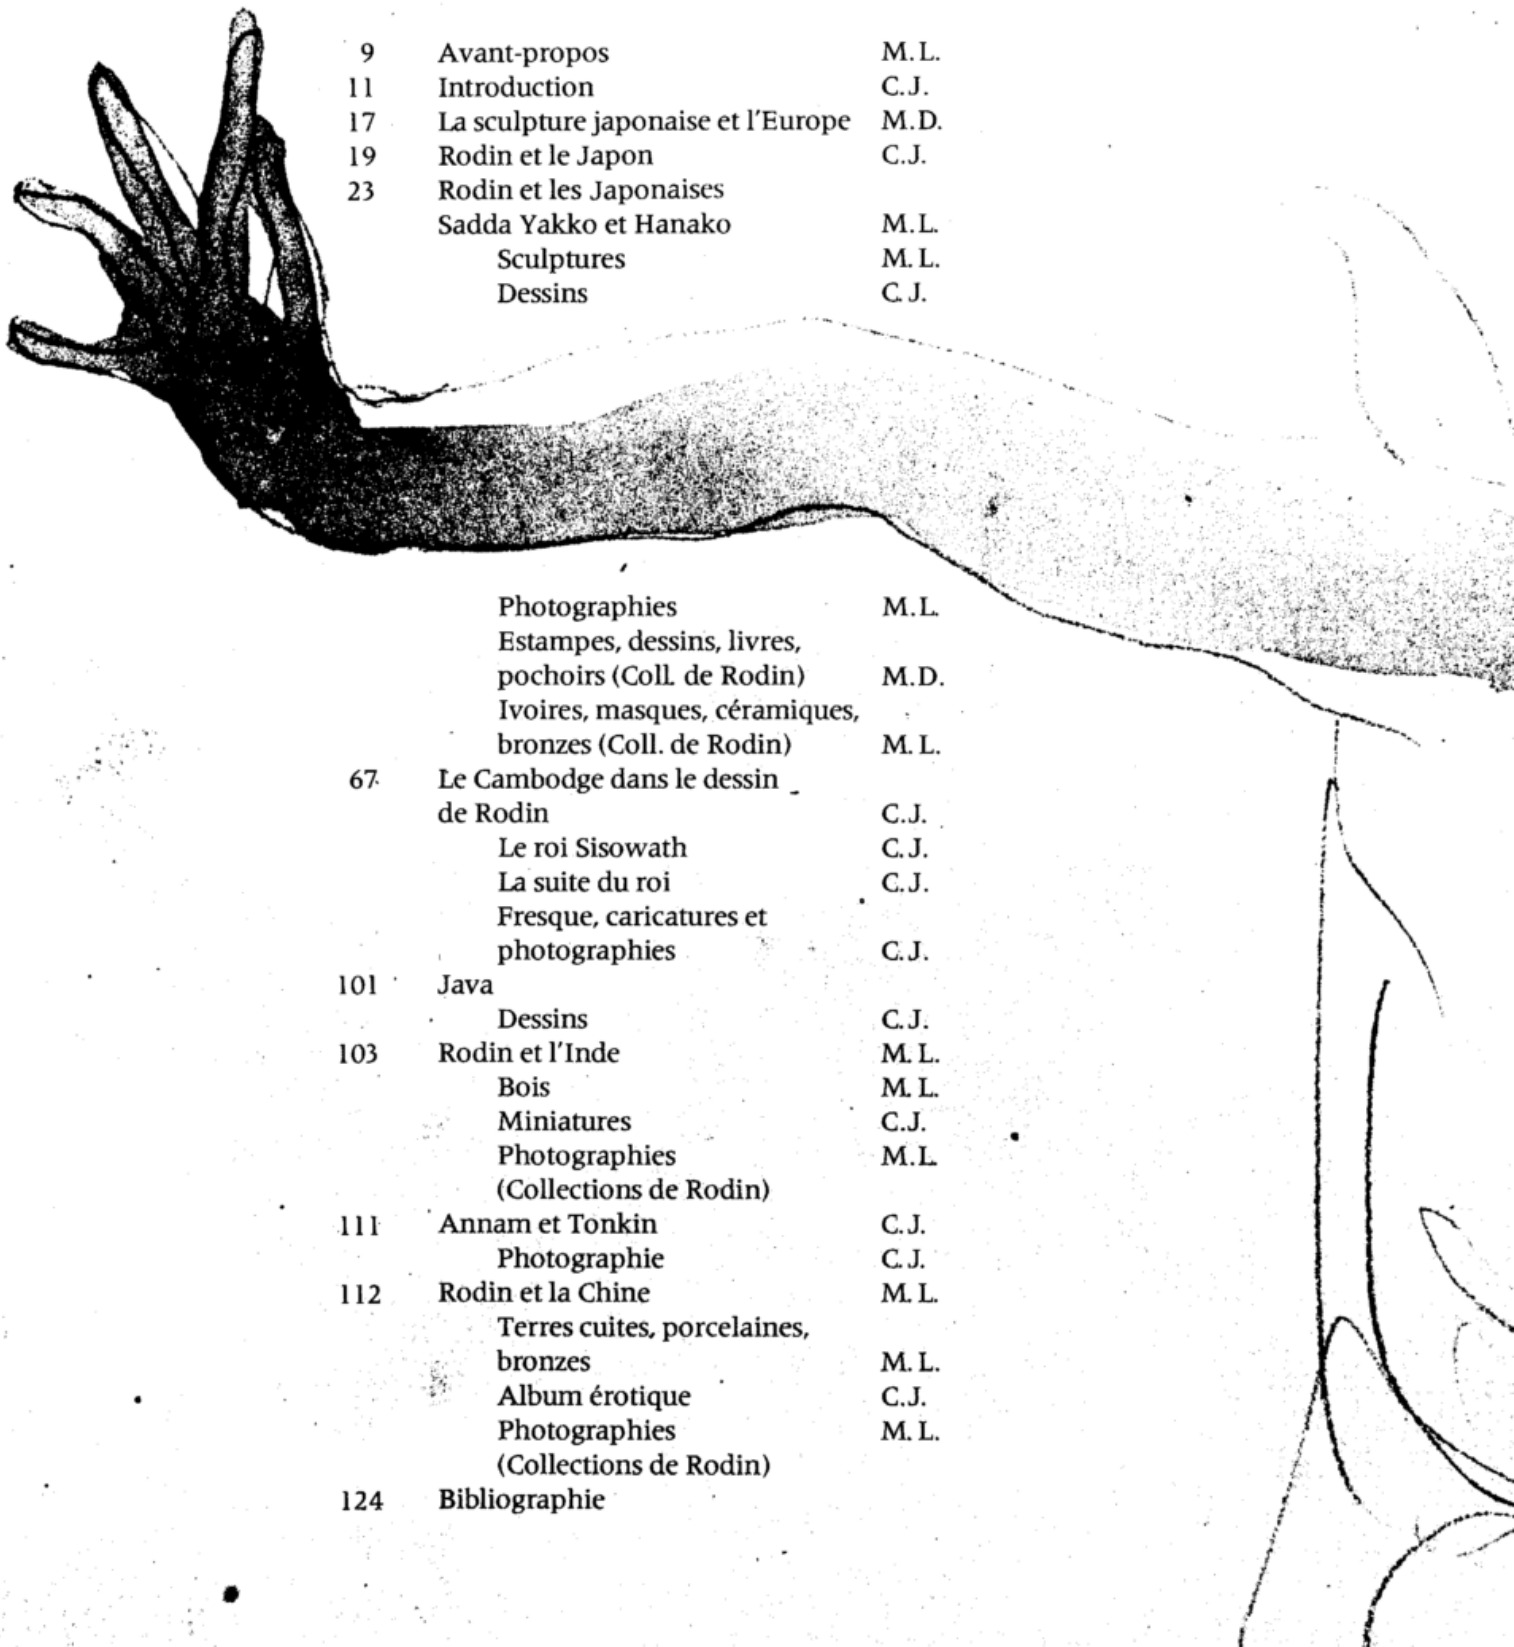 9 Avant-propos M. L.
11 Introduction C.J.
17 La sculpture japonaise et l'Europe M.D.
19 Rodin et le Japon C.J.
23 Rodin et les Japonaises
Sadda Yakko et Hanako M. L.
Sculptures M. L.
Dessins C. J.
Photographies M. L.
Estampes, dessins, livres,
pochoirs (Coll. de Rodin) M.D.
Ivoires, masques, céramiques,
bronzes (Coll. de Rodin) M. L.
67 Le Cambodge dans le dessin
de Rodin C.J.
Le roi Sisowath C.J.
La suite du roi C.J.
Fresque, caricatures et
photographies C.J.
101 Java
Dessins C.J.
103 Rodin et l'Inde M. L.
Bois M. L.
Miniatures C.J.
Photographies M.L.
(Collections de Rodin)
111 Annam et Tonkin C.J.
Photographie C. J.
112 Rodin et la Chine M. L.
Terres cuites, porcelaines,
bronzes M. L.
Album érotique C.J.
Photographies M. L.
(Collections de Rodin)
124 Bibliographie